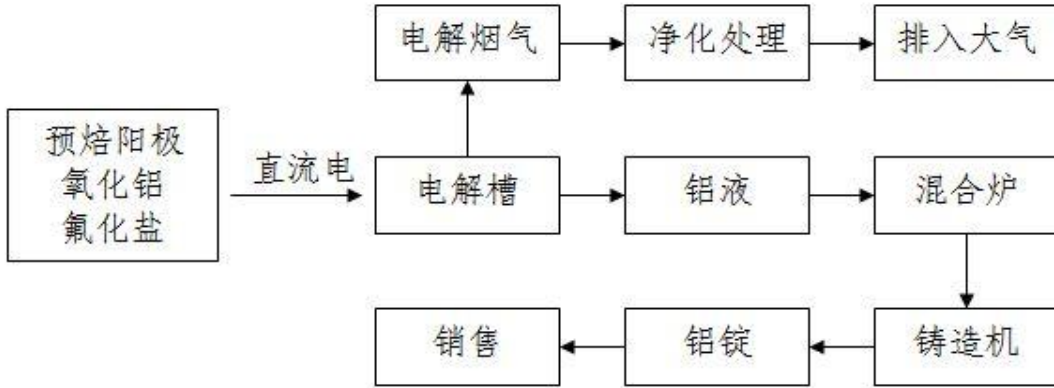 电解烟气
净化处理
排入大气
预焙阳极
氧化铝
氟化盐
直流电
电解槽
铝液
混合炉
销售
铝锭
铸造机